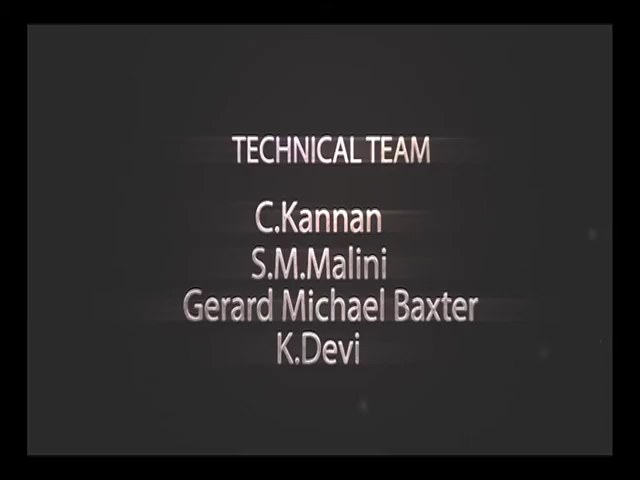 TECHNICAL TEAM
C.Kannan
S.M.Malini
Gerard Michael Baxter
K.Devi